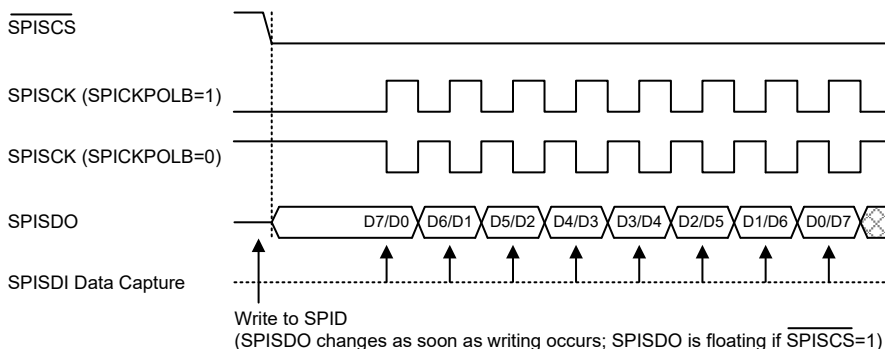 SPISCS
SPISCK (SPICKPOLB=1)
SPISCK (SPICKPOLB=0)
SPISDO D7/D0 D6/D1 D5/D2 D4/D3 D3/D4 D2/D5 D1/D6 D0/D7
SPISDI Data Capture
Write to SPID
(SPISDO changes as soon as writing occurs; SPISDO is floating if SPISCS=1)